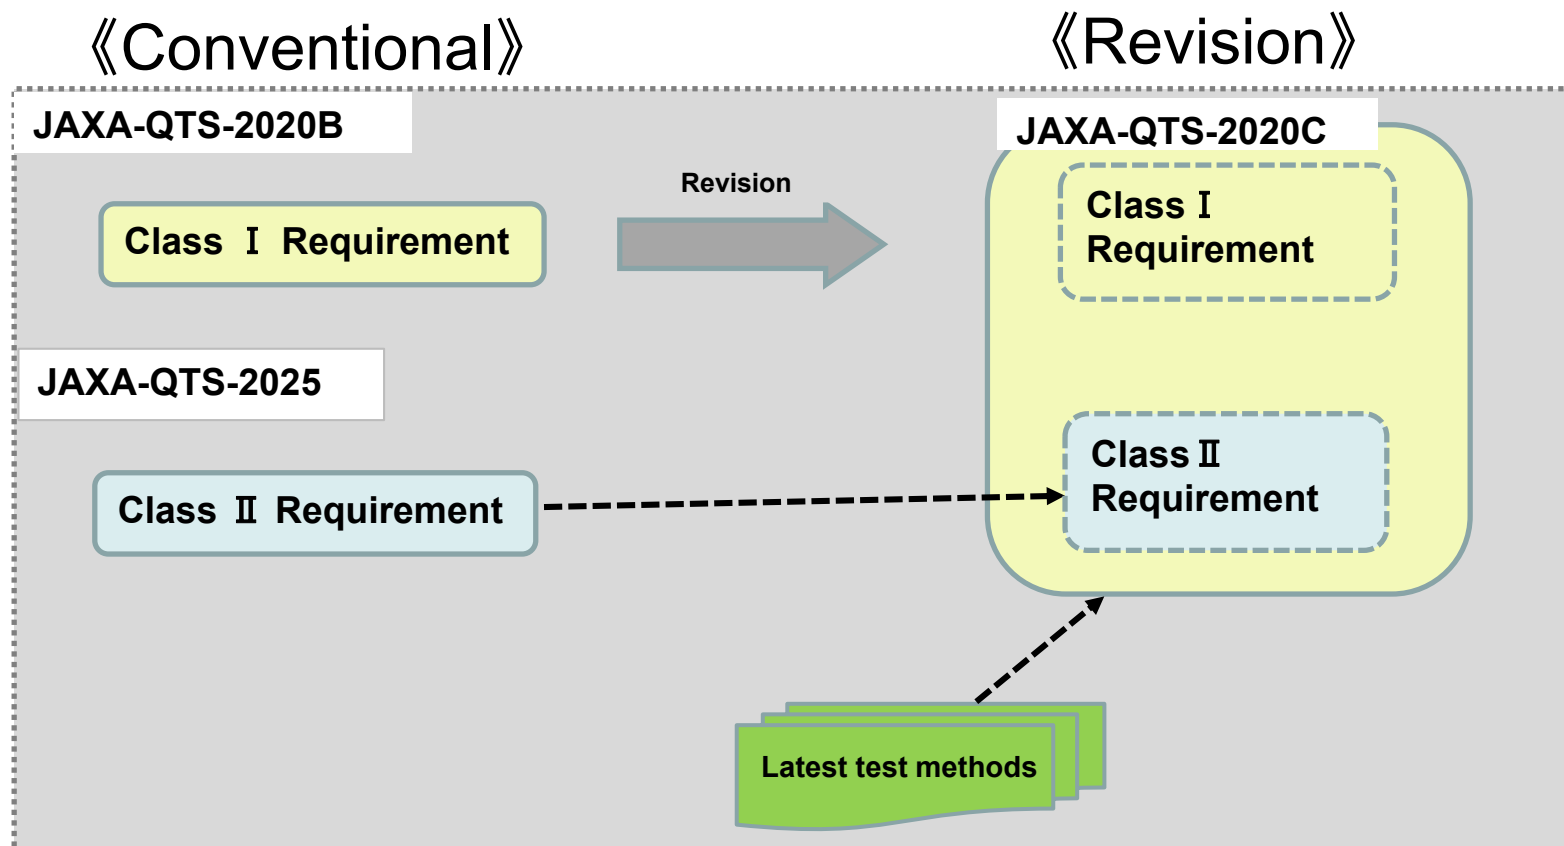 《Conventional》
《Revision》
JAXA-QTS-2020B
JAXA-QTS-2020C
Revision
Class Ⅰ Requirement
Class Ⅰ
Requirement
JAXA-QTS-2025
Class Ⅱ Requirement
Class Ⅱ
Requirement
Latest test methods